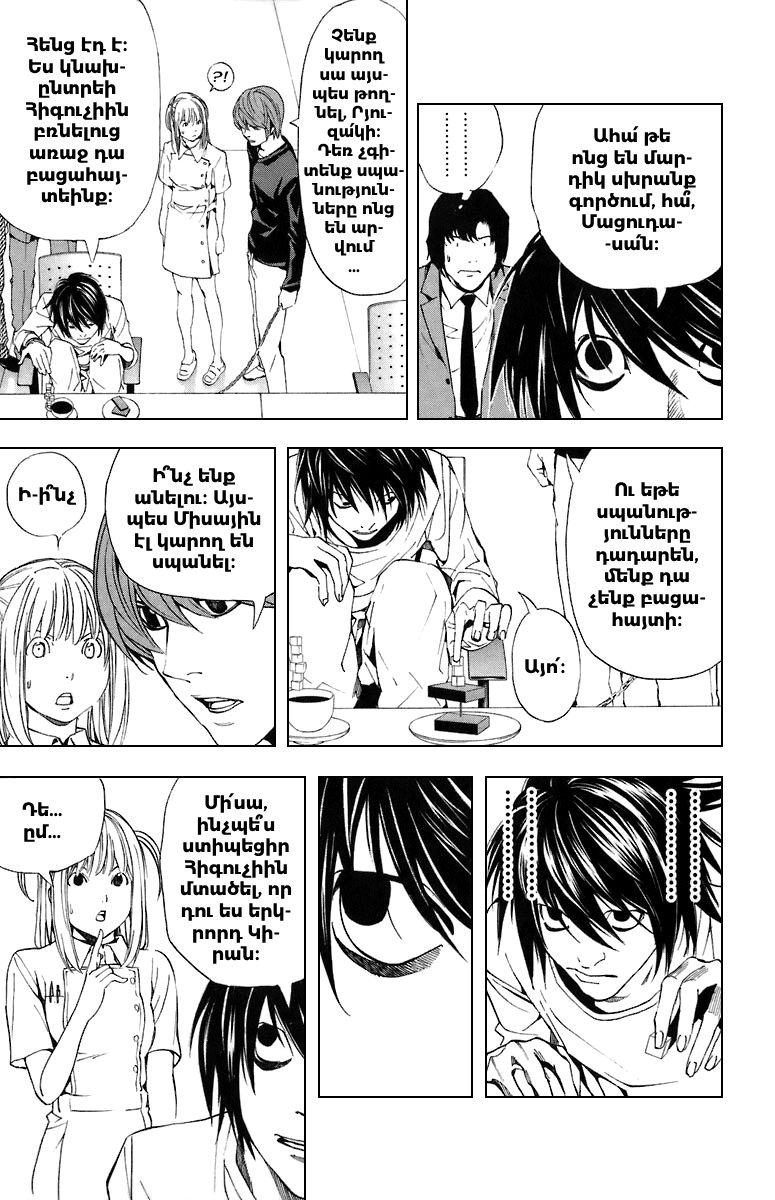 Ահա՛ թե
ոնց են մար-
դիկ սխրանք
գործում, հա՞,
Մացուդա-
-սա՛ն:
.........
.........
Չենք
կարող
սա այս-
պես թող-
նել, Րյու-
զակի:
Դեռ չգի-
տենք սպա-
նություն-
ները ոնց
են ար-
վում
...
?!
Հենց էդ է:
Ես կնախ-
ընտրեի
Հիգուչիին
բռնելուց
առաջ դա
բացահայ-
տեինք:
Ու եթե
սպանութ-
յունները
դադարեն,
մենք դա
չենք բացա-
հայտի:
Այո՛:
Ի՞նչ ենք
անելու: Այս-
պես Միսային
էլ կարող են
սպանել:
Ի-ի՞նչ
Մի՛սա,
ինչպե՞ս
ստիպեցիր
Հիգուչիին
մտածել, որ
դու ես երկ-
րորդ Կի-
րան:
Դե...
ըմ...